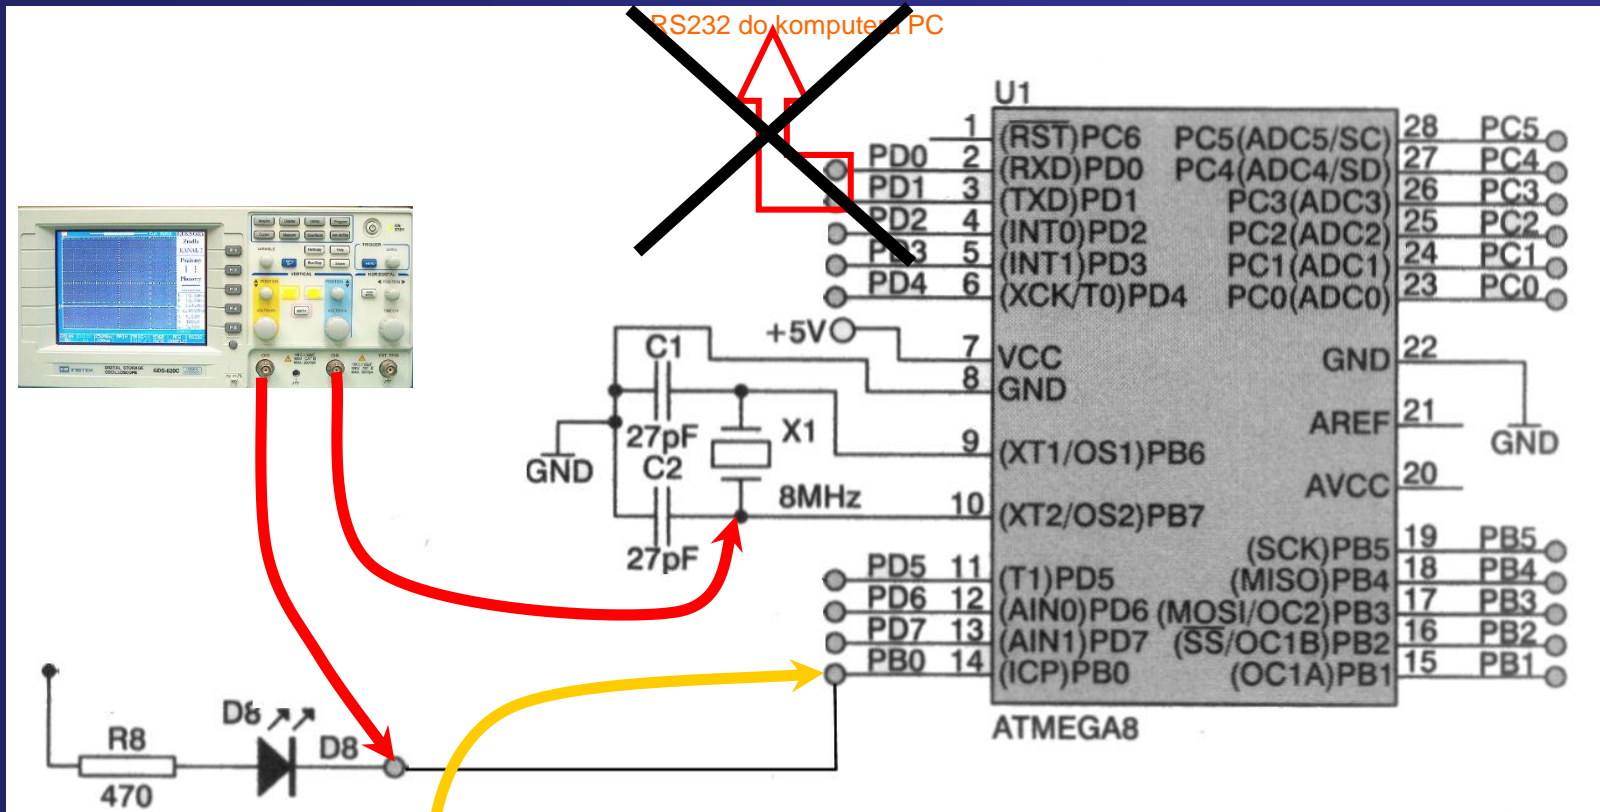 RS232 do komputera PC
U1
1 (RST)PC6 PC5(ADC5/SC) 28 PC5
PD0 2 (RXD)PD0 PC4(ADC4/SD) 27 PC4
PD1 3 (TXD)PD1 PC3(ADC3) 26 PC3
PD2 4 (INT0)PD2 PC2(ADC2) 25 PC2
PD3 5 (INT1)PD3 PC1(ADC1) 24 PC1
PD4 6 (XCK/T0)PD4 PC0(ADC0) 23 PC0
+5V 7 VCC GND 22
8 GND
GND
C1
27pF
X1
AREF 21
9 (XT1/OS1)PB6
GND
C2
AVCC 20
8MHz 10 (XT2/OS2)PB7
27pF
(SCK)PB5 19 PB5
PD5 11 (T1)PD5 (MISO)PB4 18 PB4
PD6 12 (AIN0)PD6 (MOSI/OC2)PB3 17 PB3
PD7 13 (AIN1)PD7 (SS/OC1B)PB2 16 PB2
PB0 14 (ICP)PB0 (OC1A)PB1 15 PB1
ATMEGA8
D8
R8
D8
470
VERTICAL
HORIZONTAL
TRIGGER
DIGITAL STORAGE
OSCILLOSCOPE